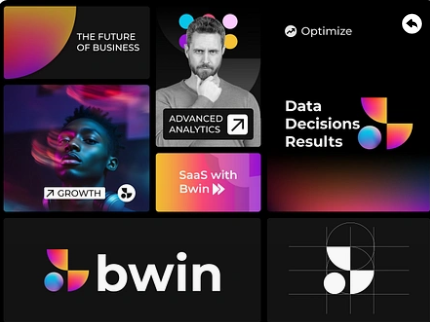 THE FUTURE
OF BUSINESS
ADVANCED
ANALYTICS
Optimize
Data
Decisions
Results
GROWTH
SaaS with
Bwin
bwin